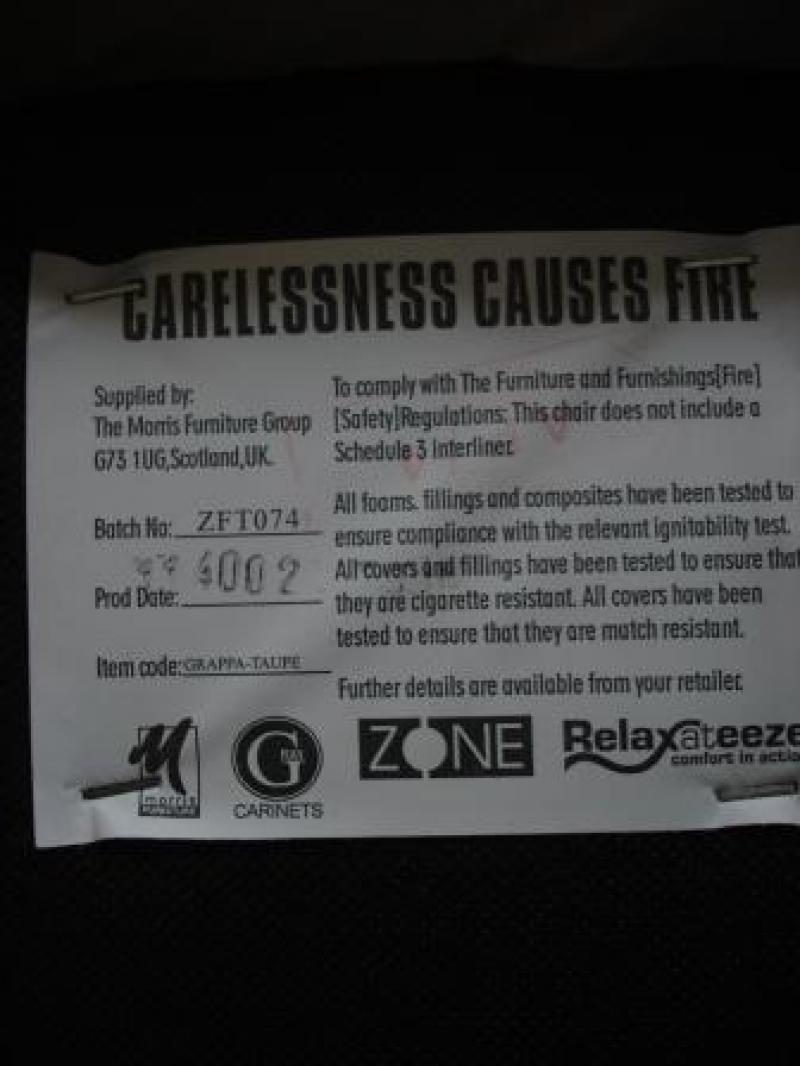 CARELESSNESS CAUSES FIRE
Supplied by:
The Morris Furniture Group
G73 1UG,Scotland,UK.
Batch No: ZFT074
Prod Date:
Item code: GRAPPA-TAUPE
To comply with The Furniture and Furnishings[Fire]
[Safety]Regulations: This chair does not include a
Schedule 3 Interliner.
All foams, fillings and composites have been tested to
ensure compliance with the relevant ignitability test.
All covers and fillings have been tested to ensure that
they are cigarette resistant. All covers have been
tested to ensure that they are match resistant.
Further details are available from your retailer.
M
morris
FURNITURE
G
CARINETS
ZONE
Relaxateeze
comfort in actio